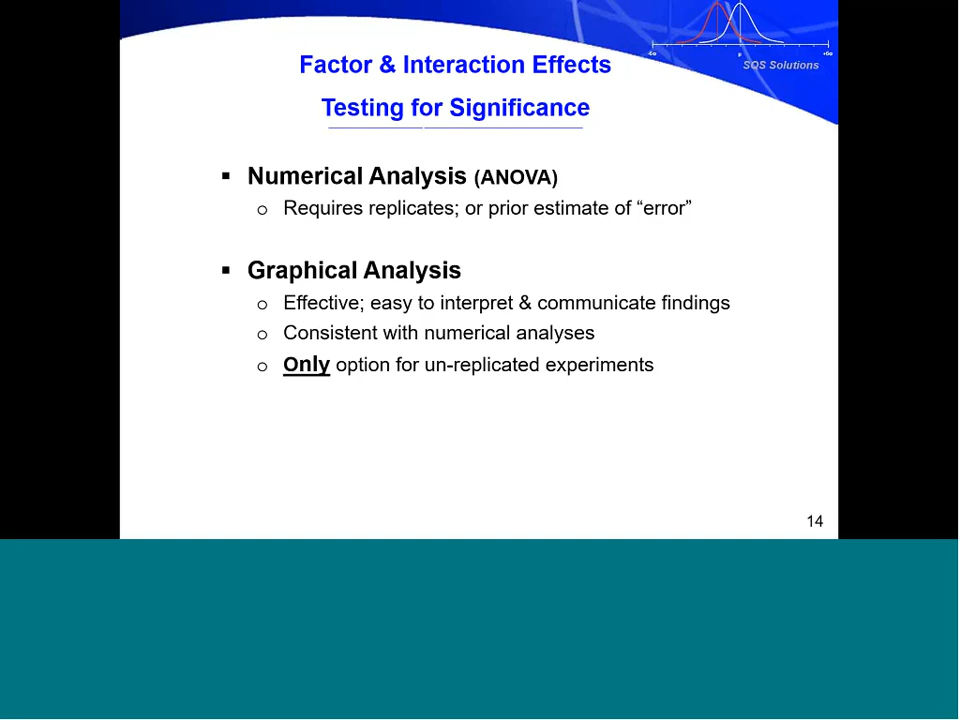 SQS Solutions
Factor & Interaction Effects
Testing for Significance
▪ Numerical Analysis (ANOVA)
o Requires replicates; or prior estimate of “error”
▪ Graphical Analysis
o Effective; easy to interpret & communicate findings
o Consistent with numerical analyses
o Only option for un-replicated experiments
14